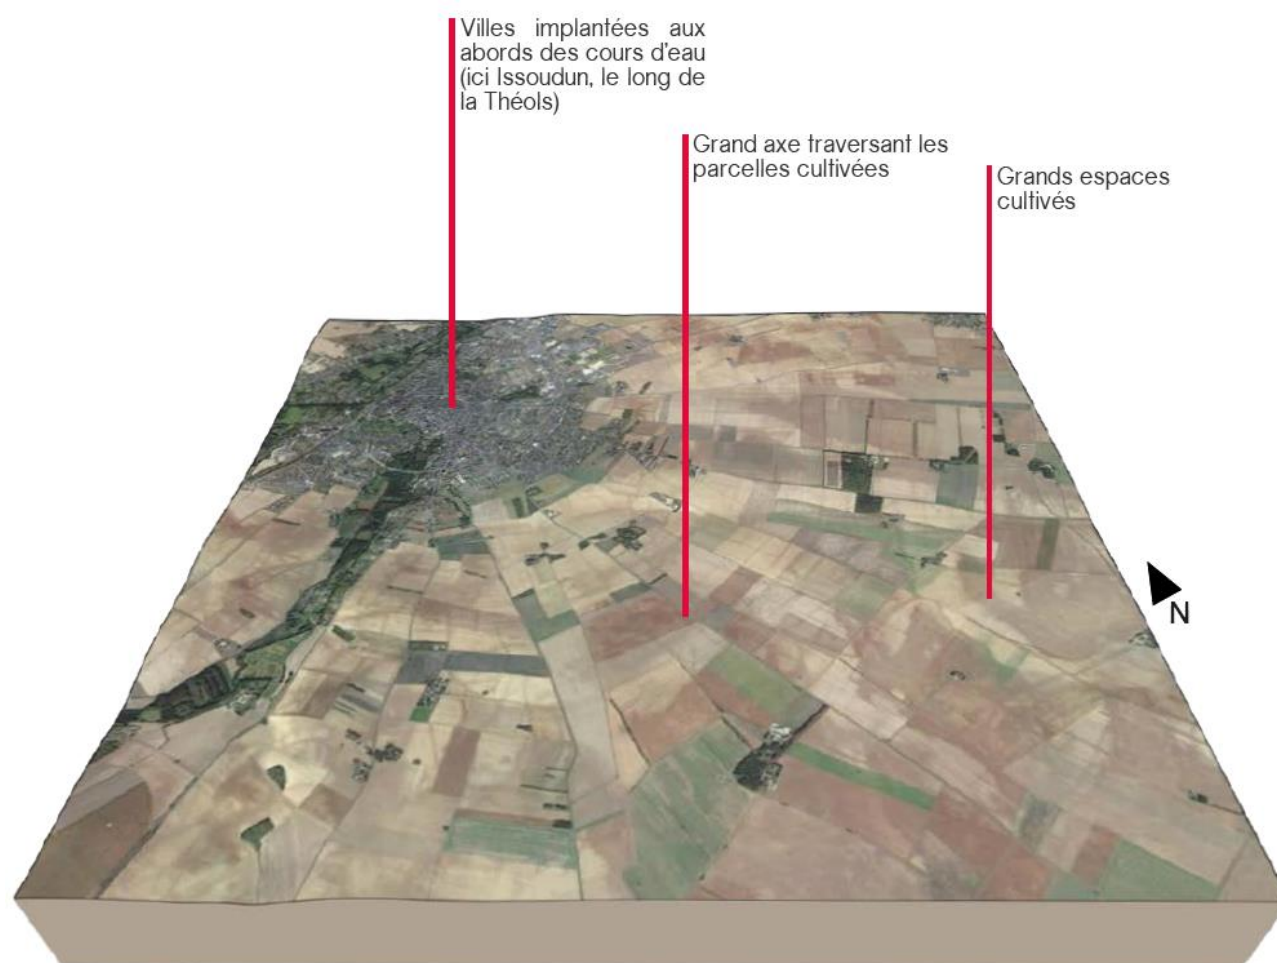 Villes implantées aux
abords des cours d'eau
(ici Issoudun, le long de
la Théols)
Grand axe traversant les
parcelles cultivées
Grands espaces
cultivés
N